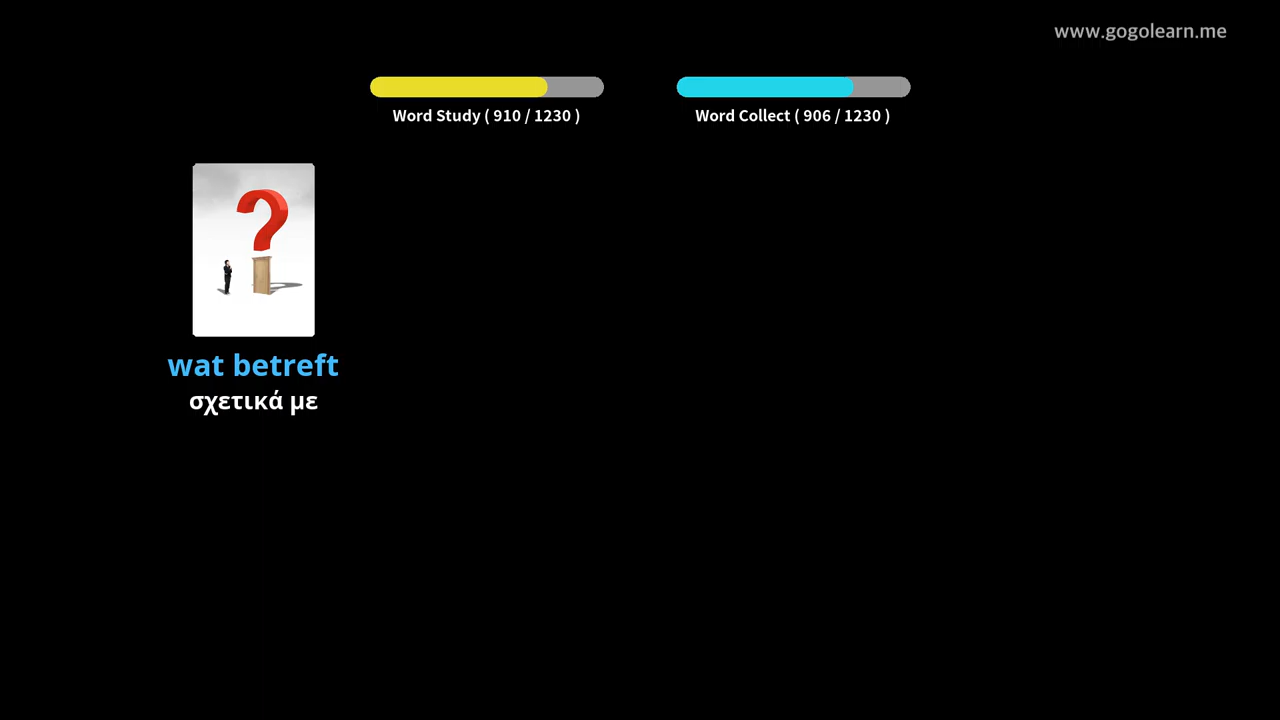 www.gogolearn.me
Word Study ( 910 / 1230 )
Word Collect ( 906 / 1230 )
wat betreft
σχετικά με